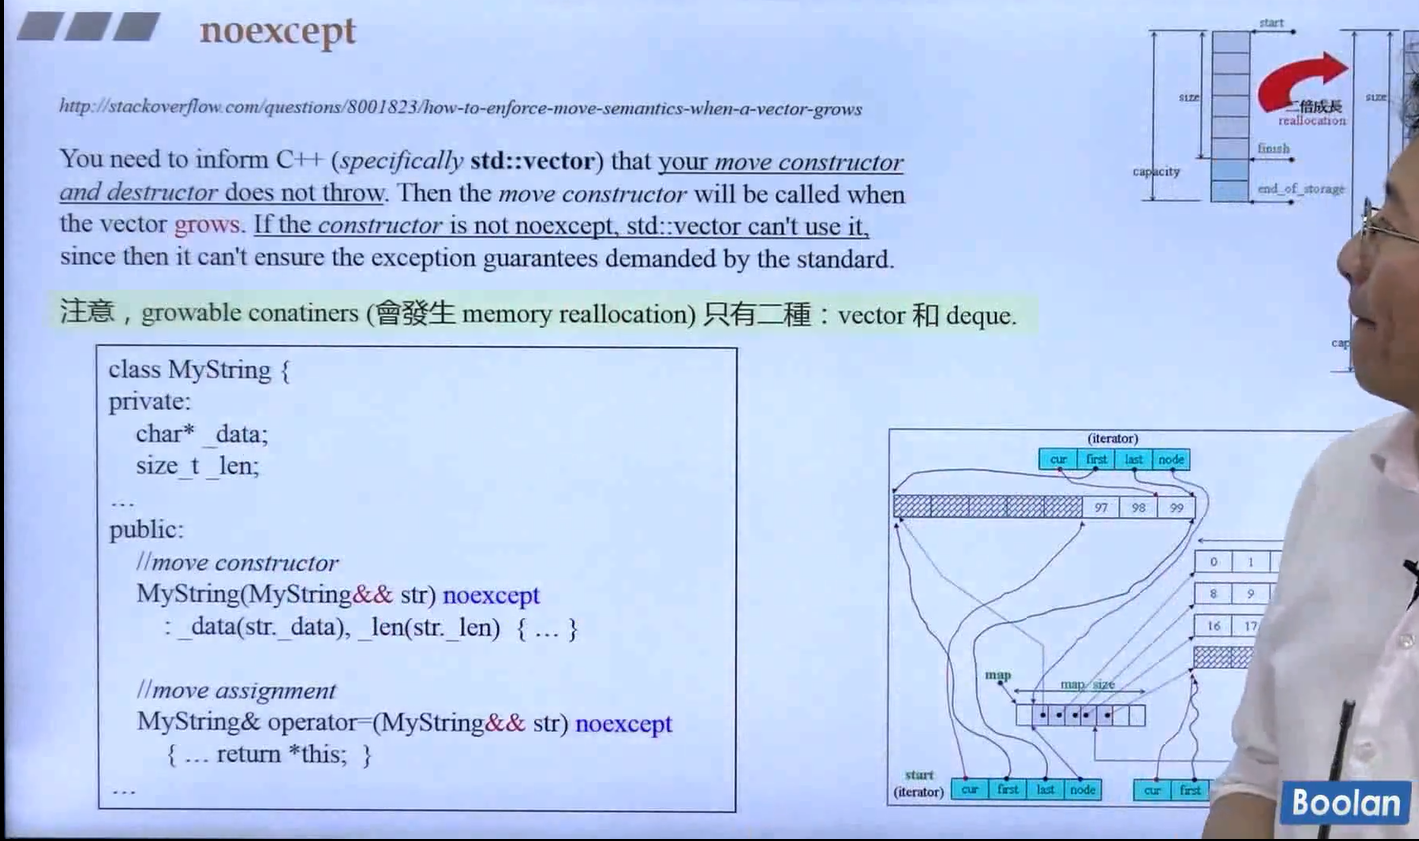 noexcept
http://stackoverflow.com/questions/8001823/how-to-enforce-move-semantics-when-a-vector-grows
You need to inform C++ (specifically std::vector) that your move constructor
and destructor does not throw. Then the move constructor will be called when
the vector grows. If the constructor is not noexcept, std::vector can't use it,
since then it can't ensure the exception guarantees demanded by the standard.
注意，growable conatiners (會發生 memory reallocation) 只有二種：vector 和 deque.
class MyString {
private:
char* _data;
size_t _len;
...
public:
//move constructor
MyString(MyString&& str) noexcept
: _data(str._data), _len(str._len) { ... }
//move assignment
MyString& operator=(MyString&& str) noexcept
{ ... return *this; }
...
start
size
二倍成長
size
reallocation
finish
capacity
end_of_storage
cap
(iterator)
cur first last node
97 98 99
0 1
8 9
16 17
map
map size
start
(iterator) cur first last node
cur first
Boolan